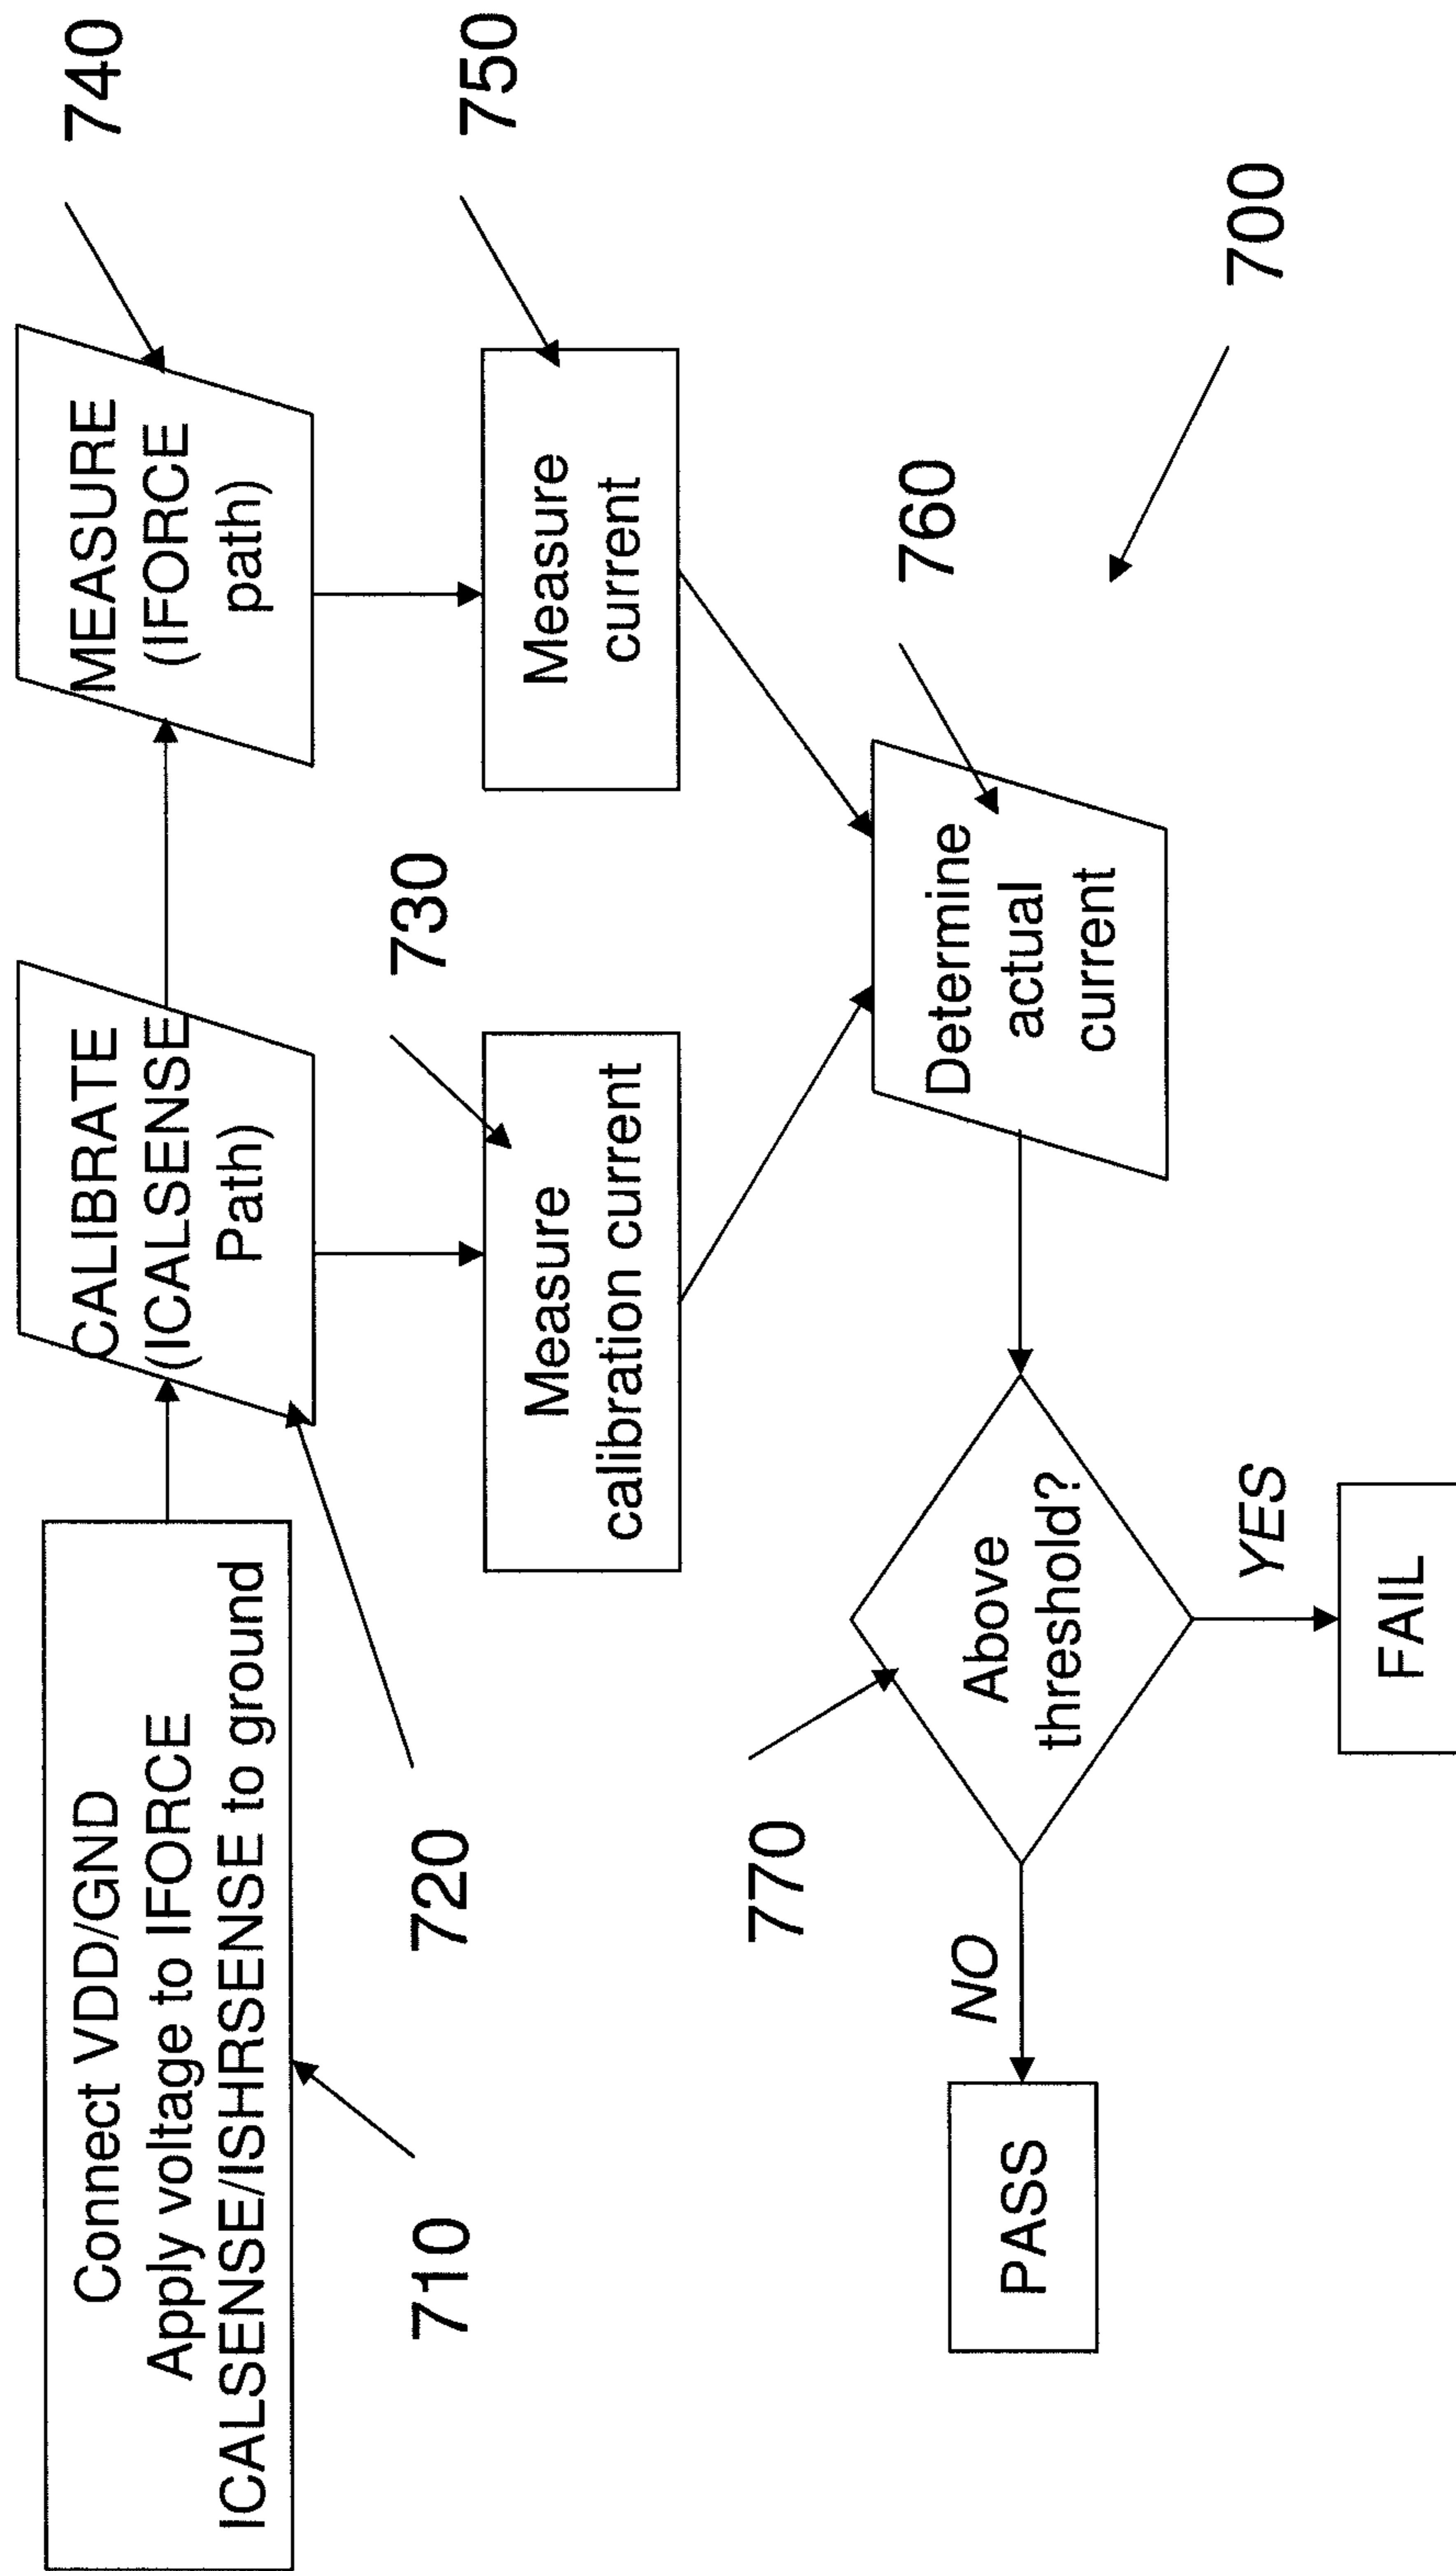 Connect VDD/GND
Apply voltage to IFORCE
ICALSENSE/ISHRSENSE to ground
710
CALIBRATE
(ICALSENSE
Path)
720
MEASURE
(IFORCE
path)
740
Measure
calibration current
730
Measure
current
750
Determine
actual
current
760
Above
threshold?
770
NO
YES
PASS
FAIL
700